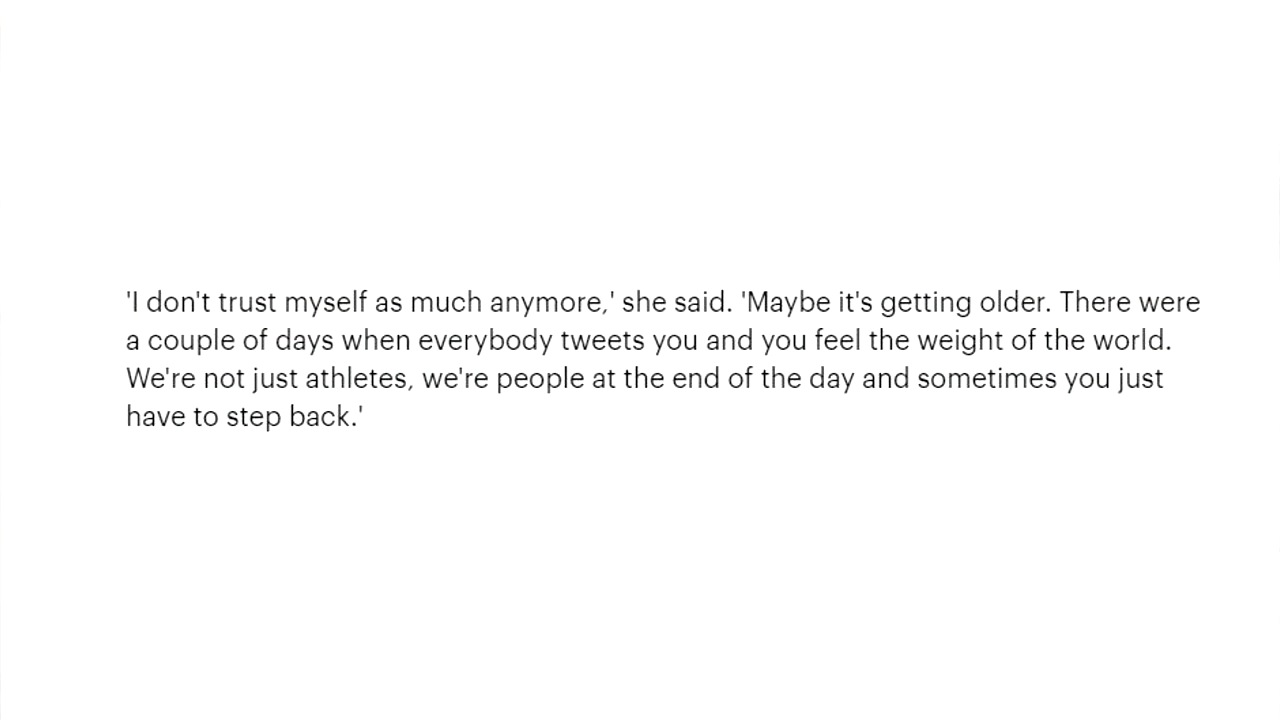 'I don't trust myself as much anymore,' she said. 'Maybe it's getting older. There were
a couple of days when everybody tweets you and you feel the weight of the world.
We're not just athletes, we're people at the end of the day and sometimes you just
have to step back.'